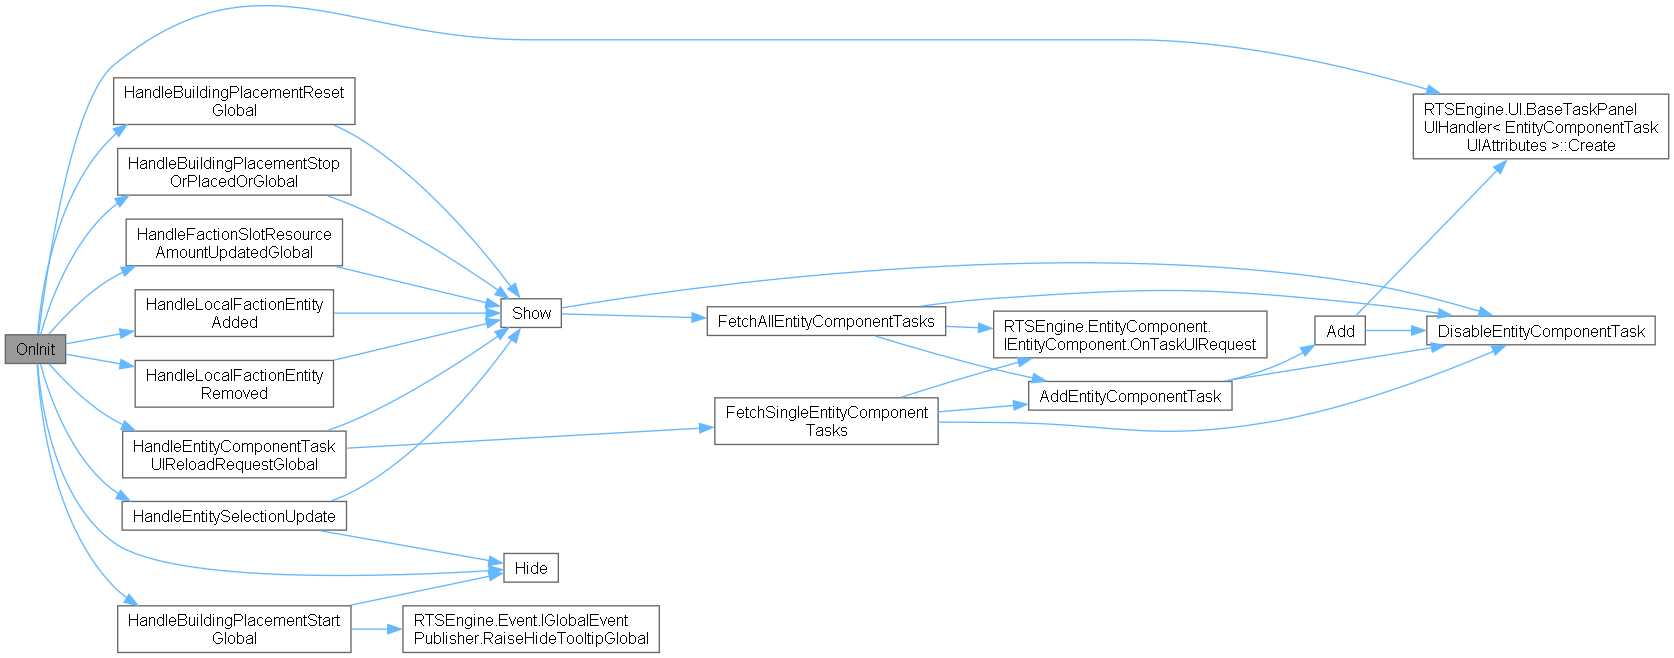 OnInit
HandleBuildingPlacementReset
Global
HandleBuildingPlacementStop
OrPlacedOrGlobal
HandleFactionSlotResource
AmountUpdatedGlobal
HandleLocalFactionEntity
Added
HandleLocalFactionEntity
Removed
HandleEntityComponentTask
UIReloadRequestGlobal
HandleEntitySelectionUpdate
HandleBuildingPlacementStart
Global
Show
Hide
RTSEngine.Event.IGlobalEvent
Publisher.RaiseHideTooltipGlobal
FetchAllEntityComponentTasks
FetchSingleEntityComponent
Tasks
RTSEngine.EntityComponent.
IEntityComponent.OnTaskUIRequest
AddEntityComponentTask
Add
RTSEngine.UI.BaseTaskPanel
UIHandler< EntityComponentTask
UIAttributes >::Create
DisableEntityComponentTask